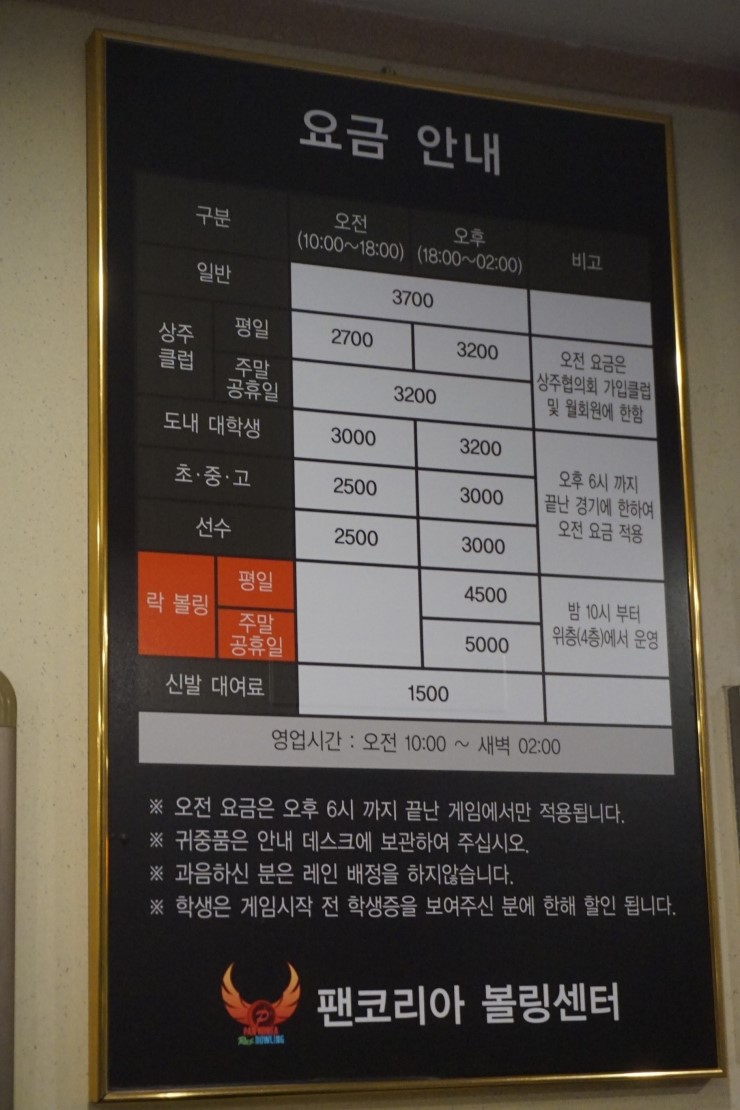 요금 안내
구분 오전 (10:00~18:00) 오후 (18:00~02:00) 비고
일반 3700
상주 클럽 평일 2700 3200
주말 공휴일 3200
오전 요금은
상주협의회 가입클럽
및 월회원에 한함
도내 대학생 3000 3200
초·중·고 2500 3000
선수 2500 3000
오후 6시 까지
끝난 경기에 한하여
오전 요금 적용
락 볼링 평일 4500
주말 공휴일 5000
밤 10시 부터
위층(4층)에서 운영
신발 대여료 1500
영업시간 : 오전 10:00 ~ 새벽 02:00
※ 오전 요금은 오후 6시 까지 끝난 게임에서만 적용됩니다.
※ 귀중품은 안내 데스크에 보관하여 주십시오.
※ 과음하신 분은 레인 배정을 하지않습니다.
※ 학생은 게임시작 전 학생증을 보여주신 분에 한해 할인 됩니다.
PAN KOREA
Rock BOWLING
팬코리아 볼링센터